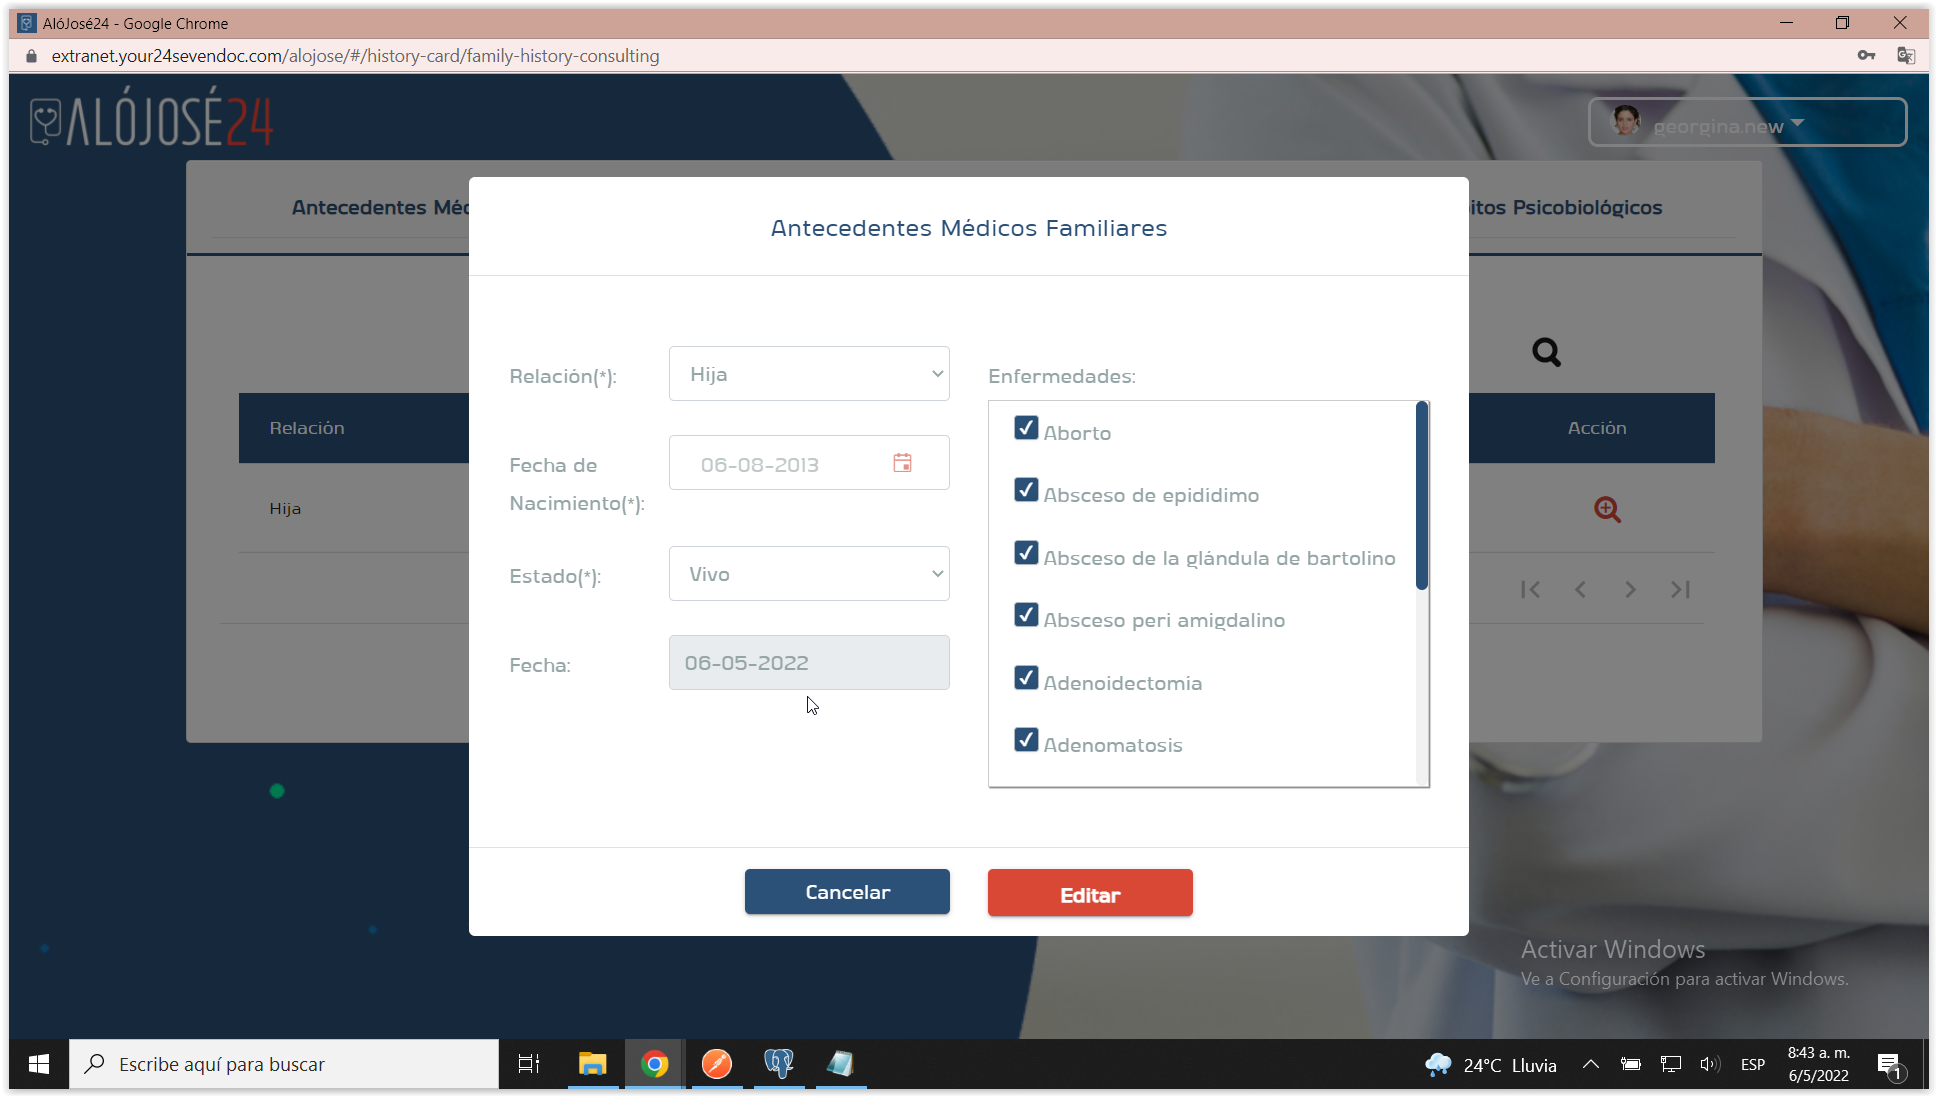 AlóJosé24 - Google Chrome
extranet.your24sevendoc.com/alojose/#/history-card/family-history-consulting
ALÓJOSÉ24
georgina.new
Antecedentes Méd
itos Psicobiológicos
Antecedentes Médicos Familiares
Relación(*):
Hija
Enfermedades:
Relación
Acción
Aborto
Fecha de
Nacimiento(*):
06-08-2013
Absceso de epidídimo
Hija
Absceso de la glándula de bartolino
Estado(*):
Vivo
Absceso peri amigdalino
Fecha:
06-05-2022
Adenoidectomia
Adenomatosis
Cancelar
Editar
Activar Windows
Ve a Configuración para activar Windows.
Escribe aquí para buscar
24°C Lluvia
ESP
8:43 a. m.
6/5/2022
1